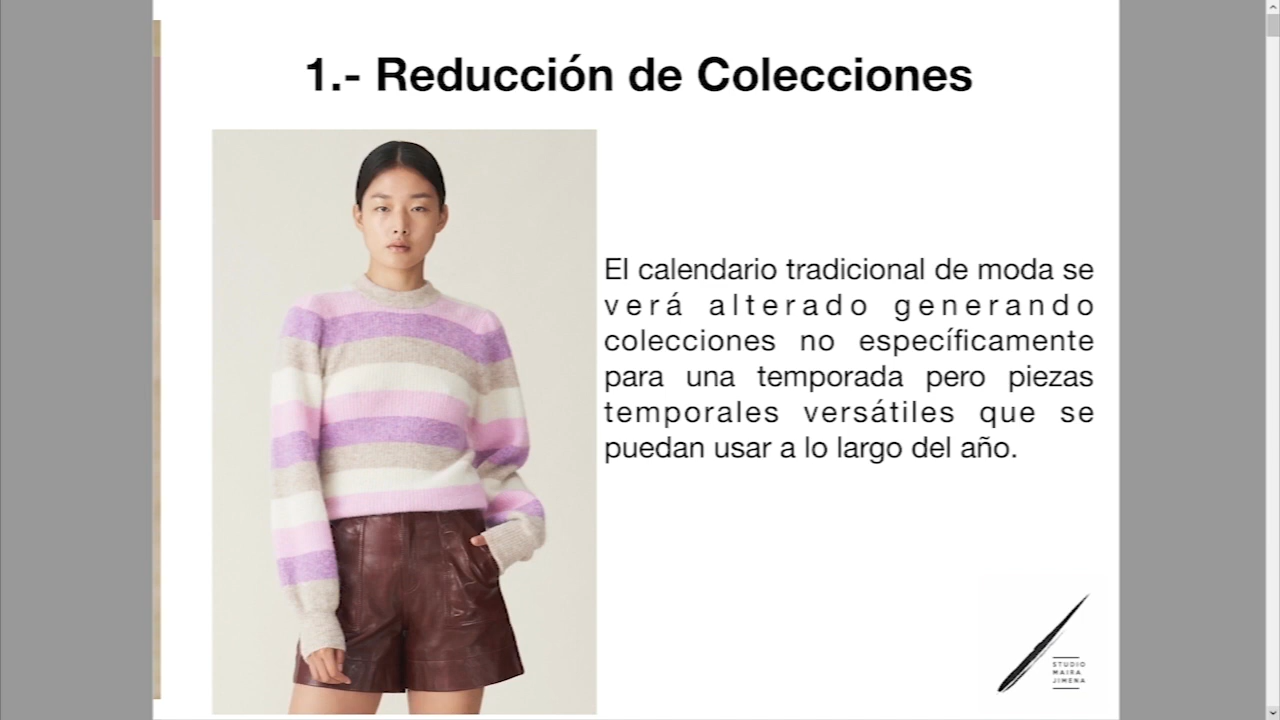 1.- Reducción de Colecciones
El calendario tradicional de moda se
verá alterado generando
colecciones no específicamente
para una temporada pero piezas
temporales versátiles que se
puedan usar a lo largo del año.
STUDIO
MAIRA
JIMENA